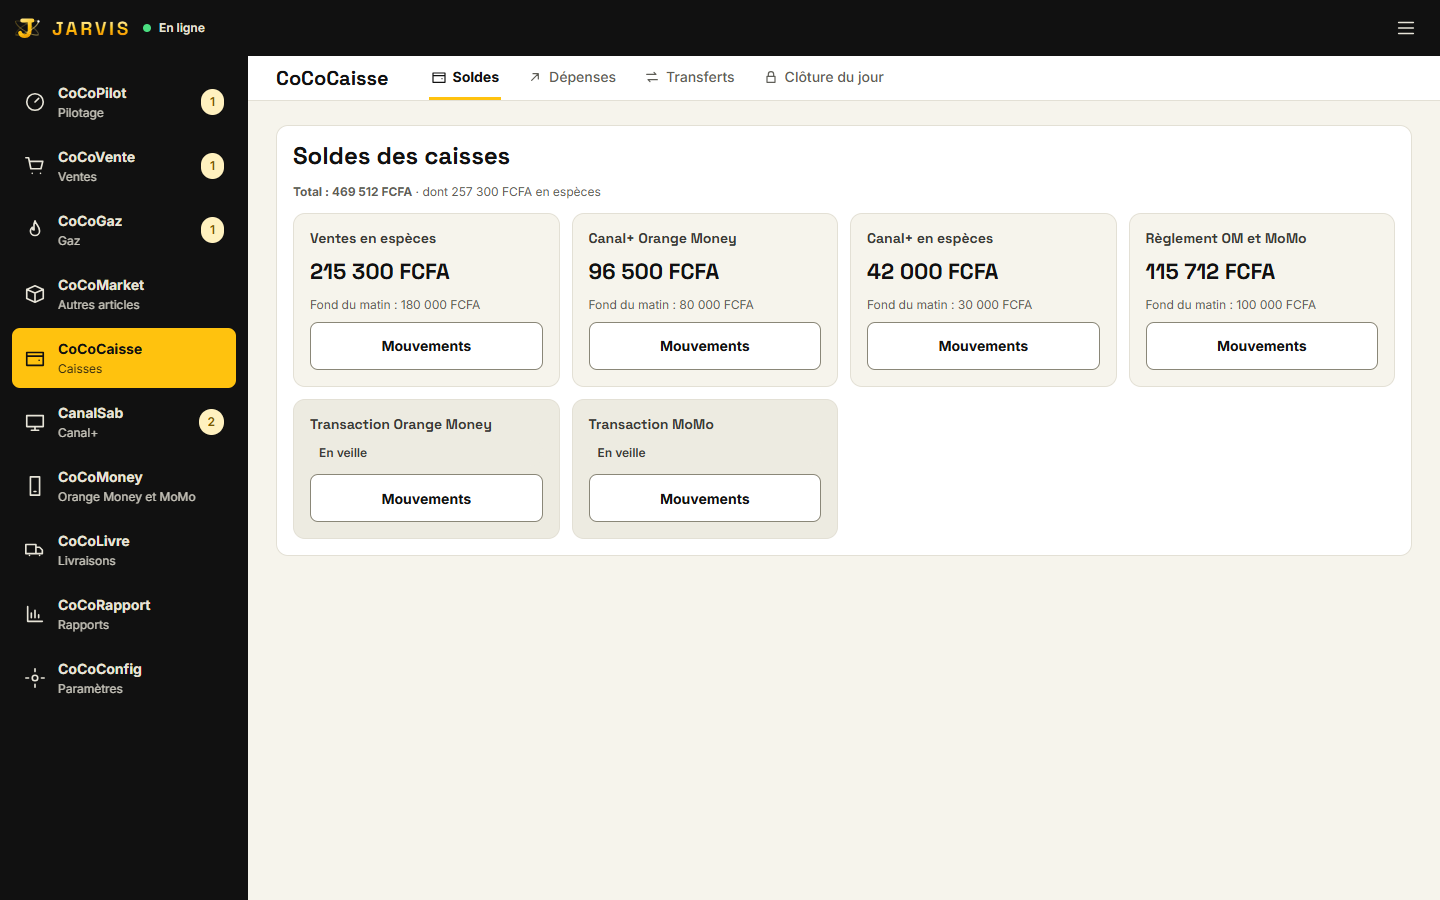 JARVIS
En ligne
CoCoPilot
Pilotage
1
CoCoVente
Ventes
1
CoCoGaz
Gaz
1
CoCoMarket
Autres articles
CoCoCaisse
Caisses
CanalSab
Canal+
2
CoCoMoney
Orange Money et MoMo
CoCoLivre
Livraisons
CoCoRapport
Rapports
CoCoConfig
Paramètres
CoCoCaisse
Soldes
Dépenses
Transferts
Clôture du jour
Soldes des caisses
Total : 469 512 FCFA · dont 257 300 FCFA en espèces
Ventes en espèces
215 300 FCFA
Fond du matin : 180 000 FCFA
Mouvements
Canal+ Orange Money
96 500 FCFA
Fond du matin : 80 000 FCFA
Mouvements
Canal+ en espèces
42 000 FCFA
Fond du matin : 30 000 FCFA
Mouvements
Règlement OM et MoMo
115 712 FCFA
Fond du matin : 100 000 FCFA
Mouvements
Transaction Orange Money
En veille
Mouvements
Transaction MoMo
En veille
Mouvements